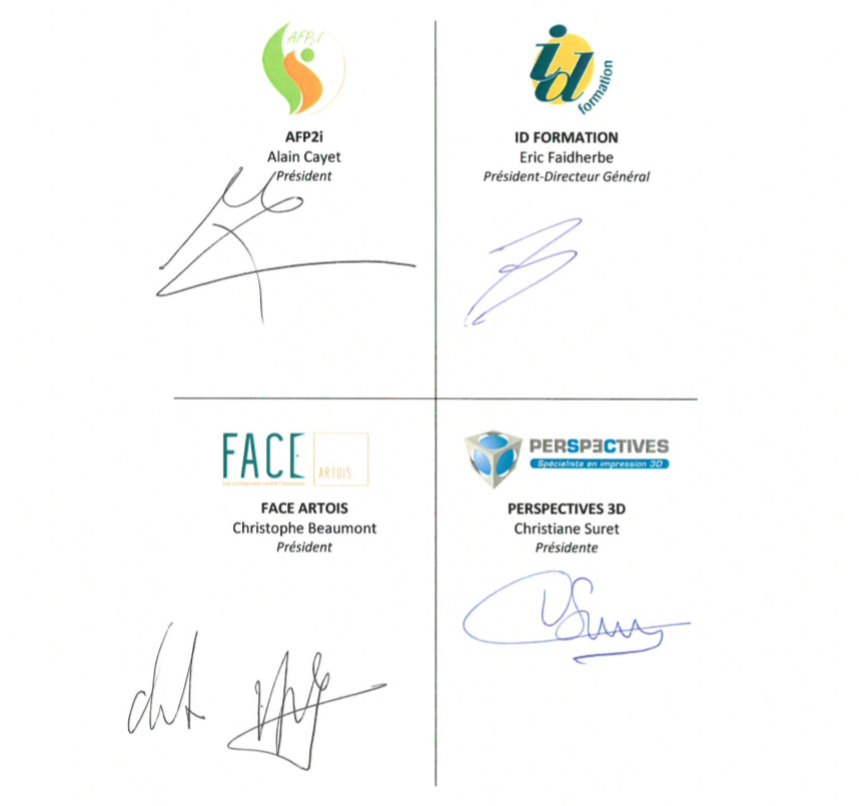 AFP2i
AFP2i
Alain Cayet
Président
id
formation
ID FORMATION
Eric Faidherbe
Président-Directeur Général
FACE
ARTOIS
FACE ARTOIS
Christophe Beaumont
Président
PERSPECTIVES
Spécialiste en impression 3D
PERSPECTIVES 3D
Christiane Suret
Présidente